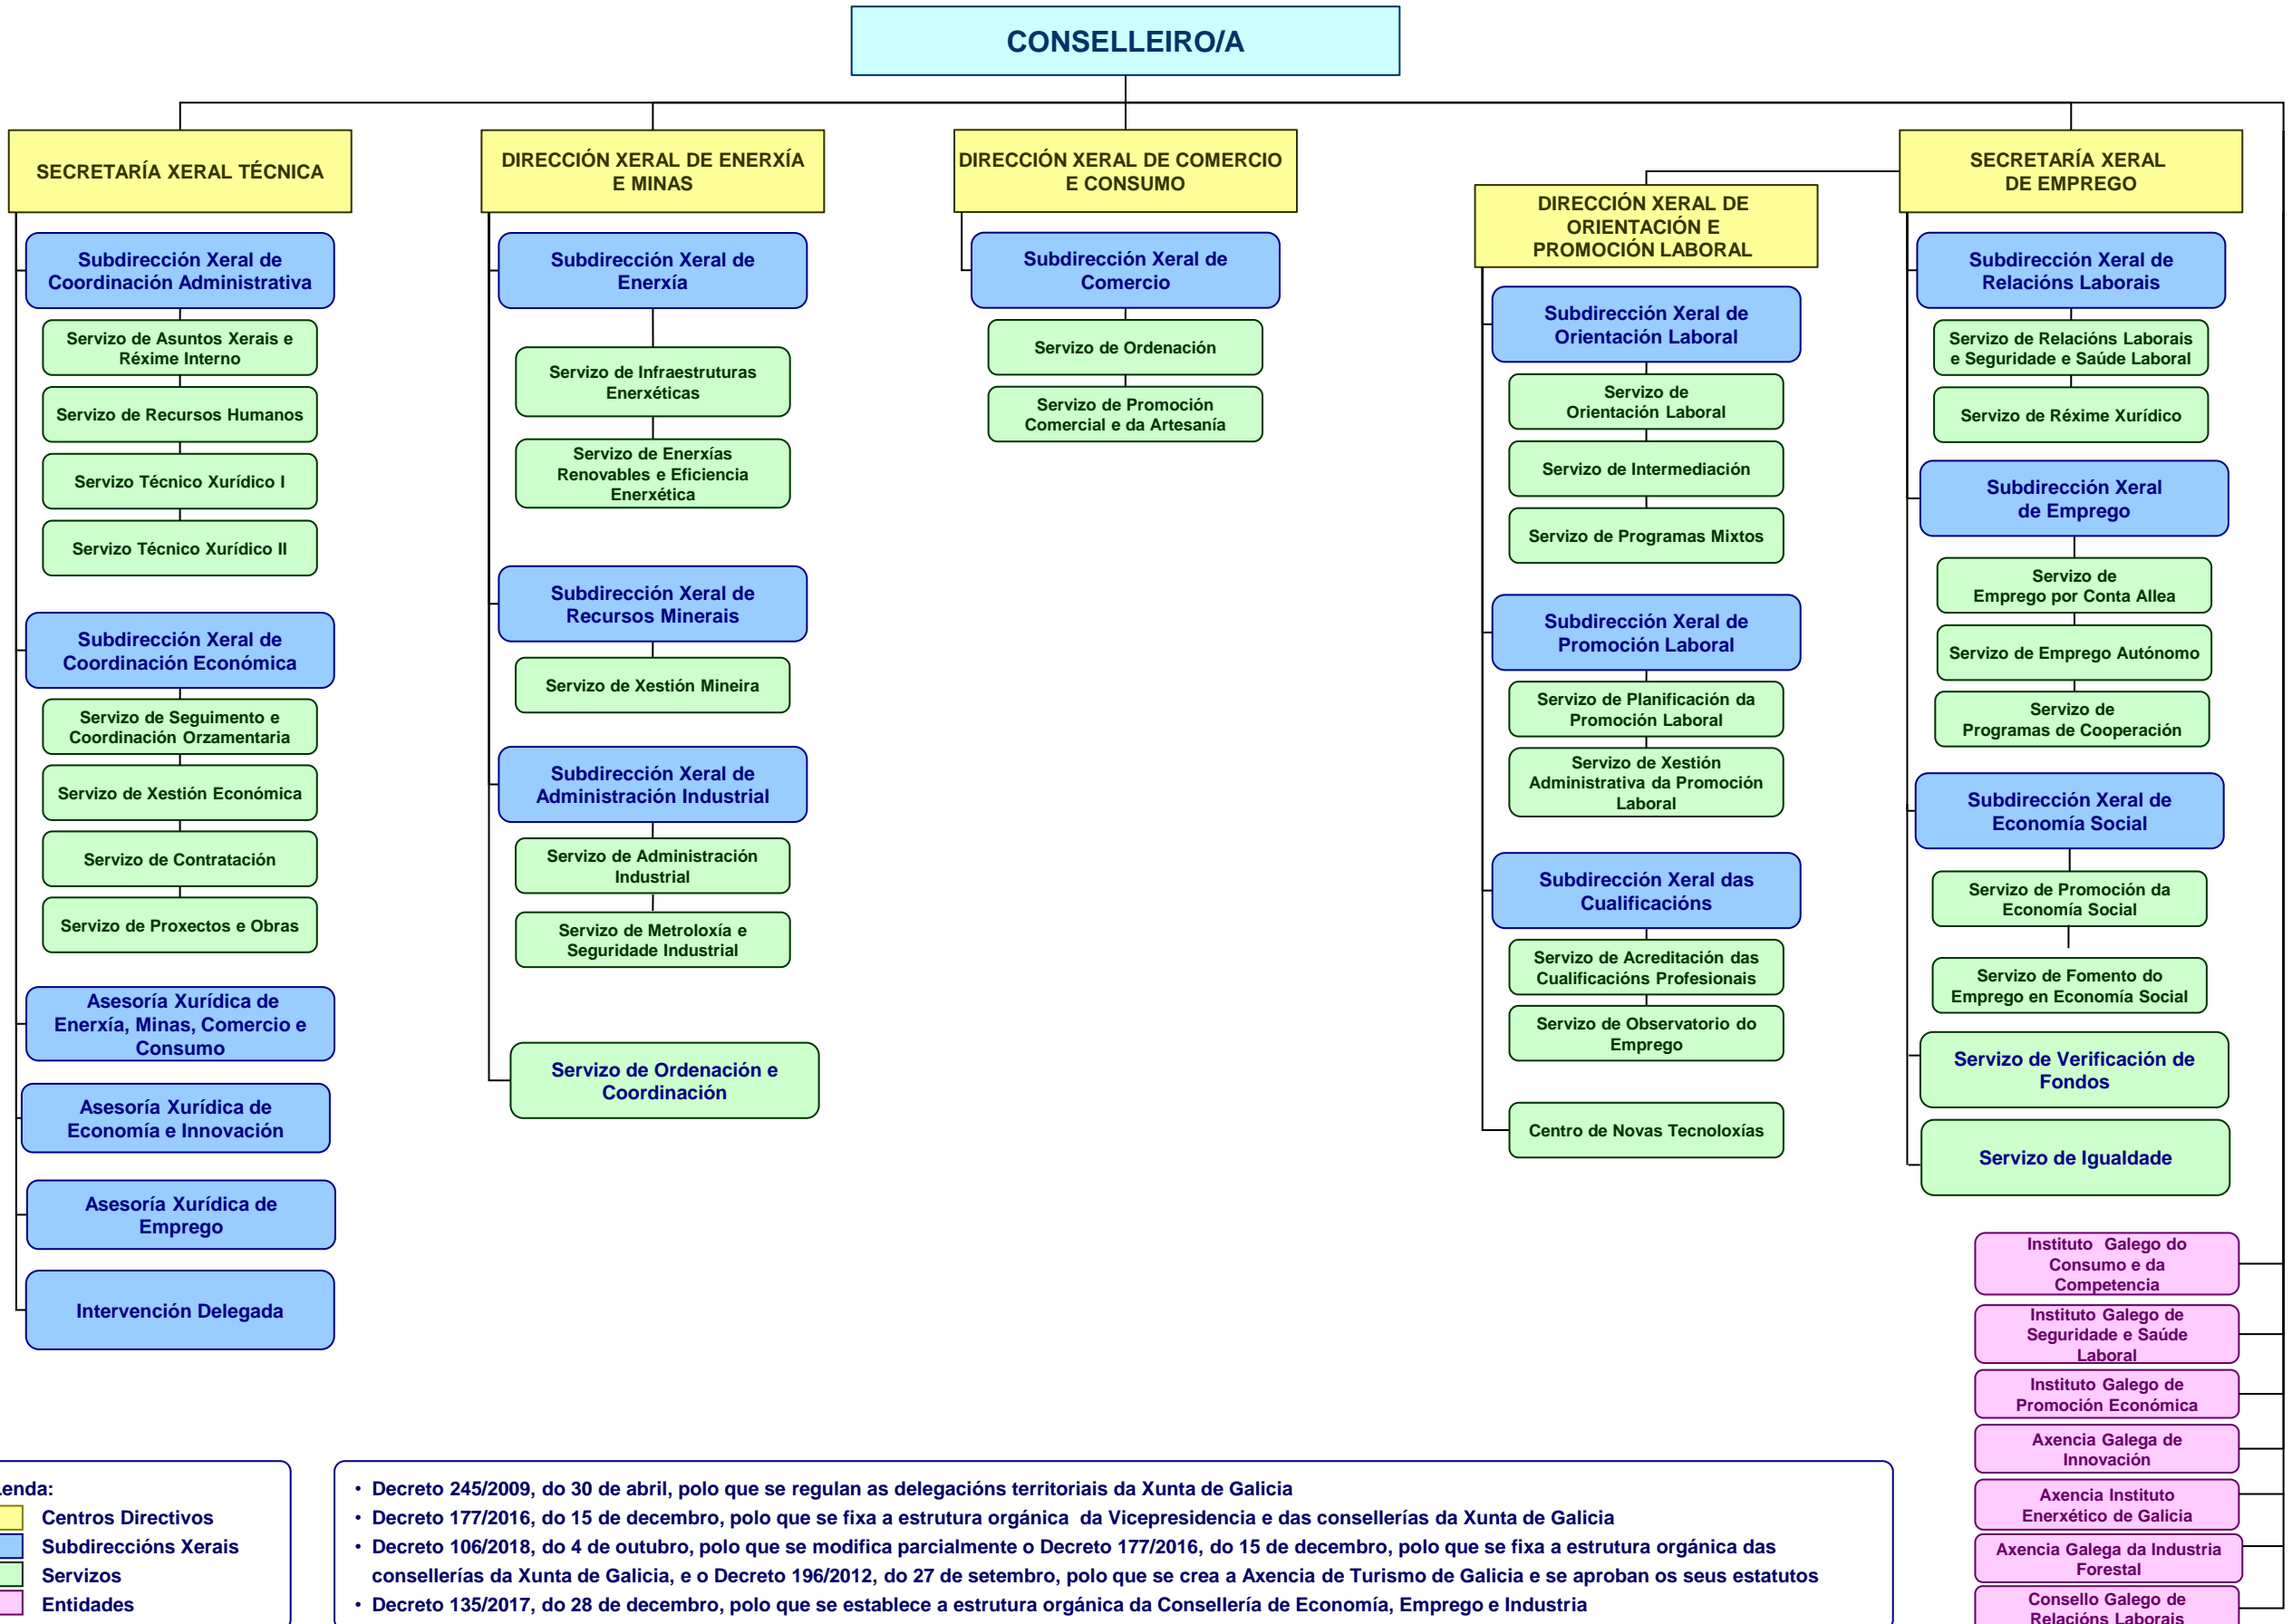 CONSELLEIRO/A
SECRETARÍA XERAL TÉCNICA
Subdirección Xeral de
Coordinación Administrativa
Servizo de Asuntos Xerais e
Réxime Interno
Servizo de Recursos Humanos
Servizo Técnico Xurídico I
Servizo Técnico Xurídico II
Subdirección Xeral de
Coordinación Económica
Servizo de Seguimento e
Coordinación Orzamentaria
Servizo de Xestión Económica
Servizo de Contratación
Servizo de Proxectos e Obras
Asesoría Xurídica de
Enerxía, Minas, Comercio e
Consumo
Asesoría Xurídica de
Economía e Innovación
Asesoría Xurídica de
Emprego
Intervención Delegada
DIRECCIÓN XERAL DE ENERXÍA
E MINAS
Subdirección Xeral de
Enerxía
Servizo de Infraestruturas
Enerxéticas
Servizo de Enerxías
Renovables e Eficiencia
Enerxética
Subdirección Xeral de
Recursos Minerais
Servizo de Xestión Mineira
Subdirección Xeral de
Administración Industrial
Servizo de Administración
Industrial
Servizo de Metroloxía e
Seguridade Industrial
Servizo de Ordenación e
Coordinación
DIRECCIÓN XERAL DE COMERCIO
E CONSUMO
Subdirección Xeral de
Comercio
Servizo de Ordenación
Servizo de Promoción
Comercial e da Artesanía
DIRECCIÓN XERAL DE
ORIENTACIÓN E
PROMOCIÓN LABORAL
Subdirección Xeral de
Orientación Laboral
Servizo de
Orientación Laboral
Servizo de Intermediación
Servizo de Programas Mixtos
Subdirección Xeral de
Promoción Laboral
Servizo de Planificación da
Promoción Laboral
Servizo de Xestión
Administrativa da Promoción
Laboral
Subdirección Xeral das
Cualificacións
Servizo de Acreditación das
Cualificacións Profesionais
Servizo de Observatorio do
Emprego
Centro de Novas Tecnoloxías
SECRETARÍA XERAL
DE EMPREGO
Subdirección Xeral de
Relacións Laborais
Servizo de Relacións Laborais
e Seguridade e Saúde Laboral
Servizo de Réxime Xurídico
Subdirección Xeral
de Emprego
Servizo de
Emprego por Conta Allea
Servizo de Emprego Autónomo
Servizo de
Programas de Cooperación
Subdirección Xeral de
Economía Social
Servizo de Promoción da
Economía Social
Servizo de Fomento do
Emprego en Economía Social
Servizo de Verificación de
Fondos
Servizo de Igualdade
Instituto Galego do
Consumo e da
Competencia
Instituto Galego de
Seguridade e Saúde
Laboral
Instituto Galego de
Promoción Económica
Axencia Galega de
Innovación
Axencia Instituto
Enerxético de Galicia
Axencia Galega da Industria
Forestal
Consello Galego de
Relacións Laborais
enda:
Centros Directivos
Subdireccións Xerais
Servizos
Entidades
• Decreto 245/2009, do 30 de abril, polo que se regulan as delegacións territoriais da Xunta de Galicia
• Decreto 177/2016, do 15 de decembro, polo que se fixa a estrutura orgánica da Vicepresidencia e das consellerías da Xunta de Galicia
• Decreto 106/2018, do 4 de outubro, polo que se modifica parcialmente o Decreto 177/2016, do 15 de decembro, polo que se fixa a estrutura orgánica das
consellerías da Xunta de Galicia, e o Decreto 196/2012, do 27 de setembro, polo que se crea a Axencia de Turismo de Galicia e se aproban os seus estatutos
• Decreto 135/2017, do 28 de decembro, polo que se establece a estrutura orgánica da Consellería de Economía, Emprego e Industria